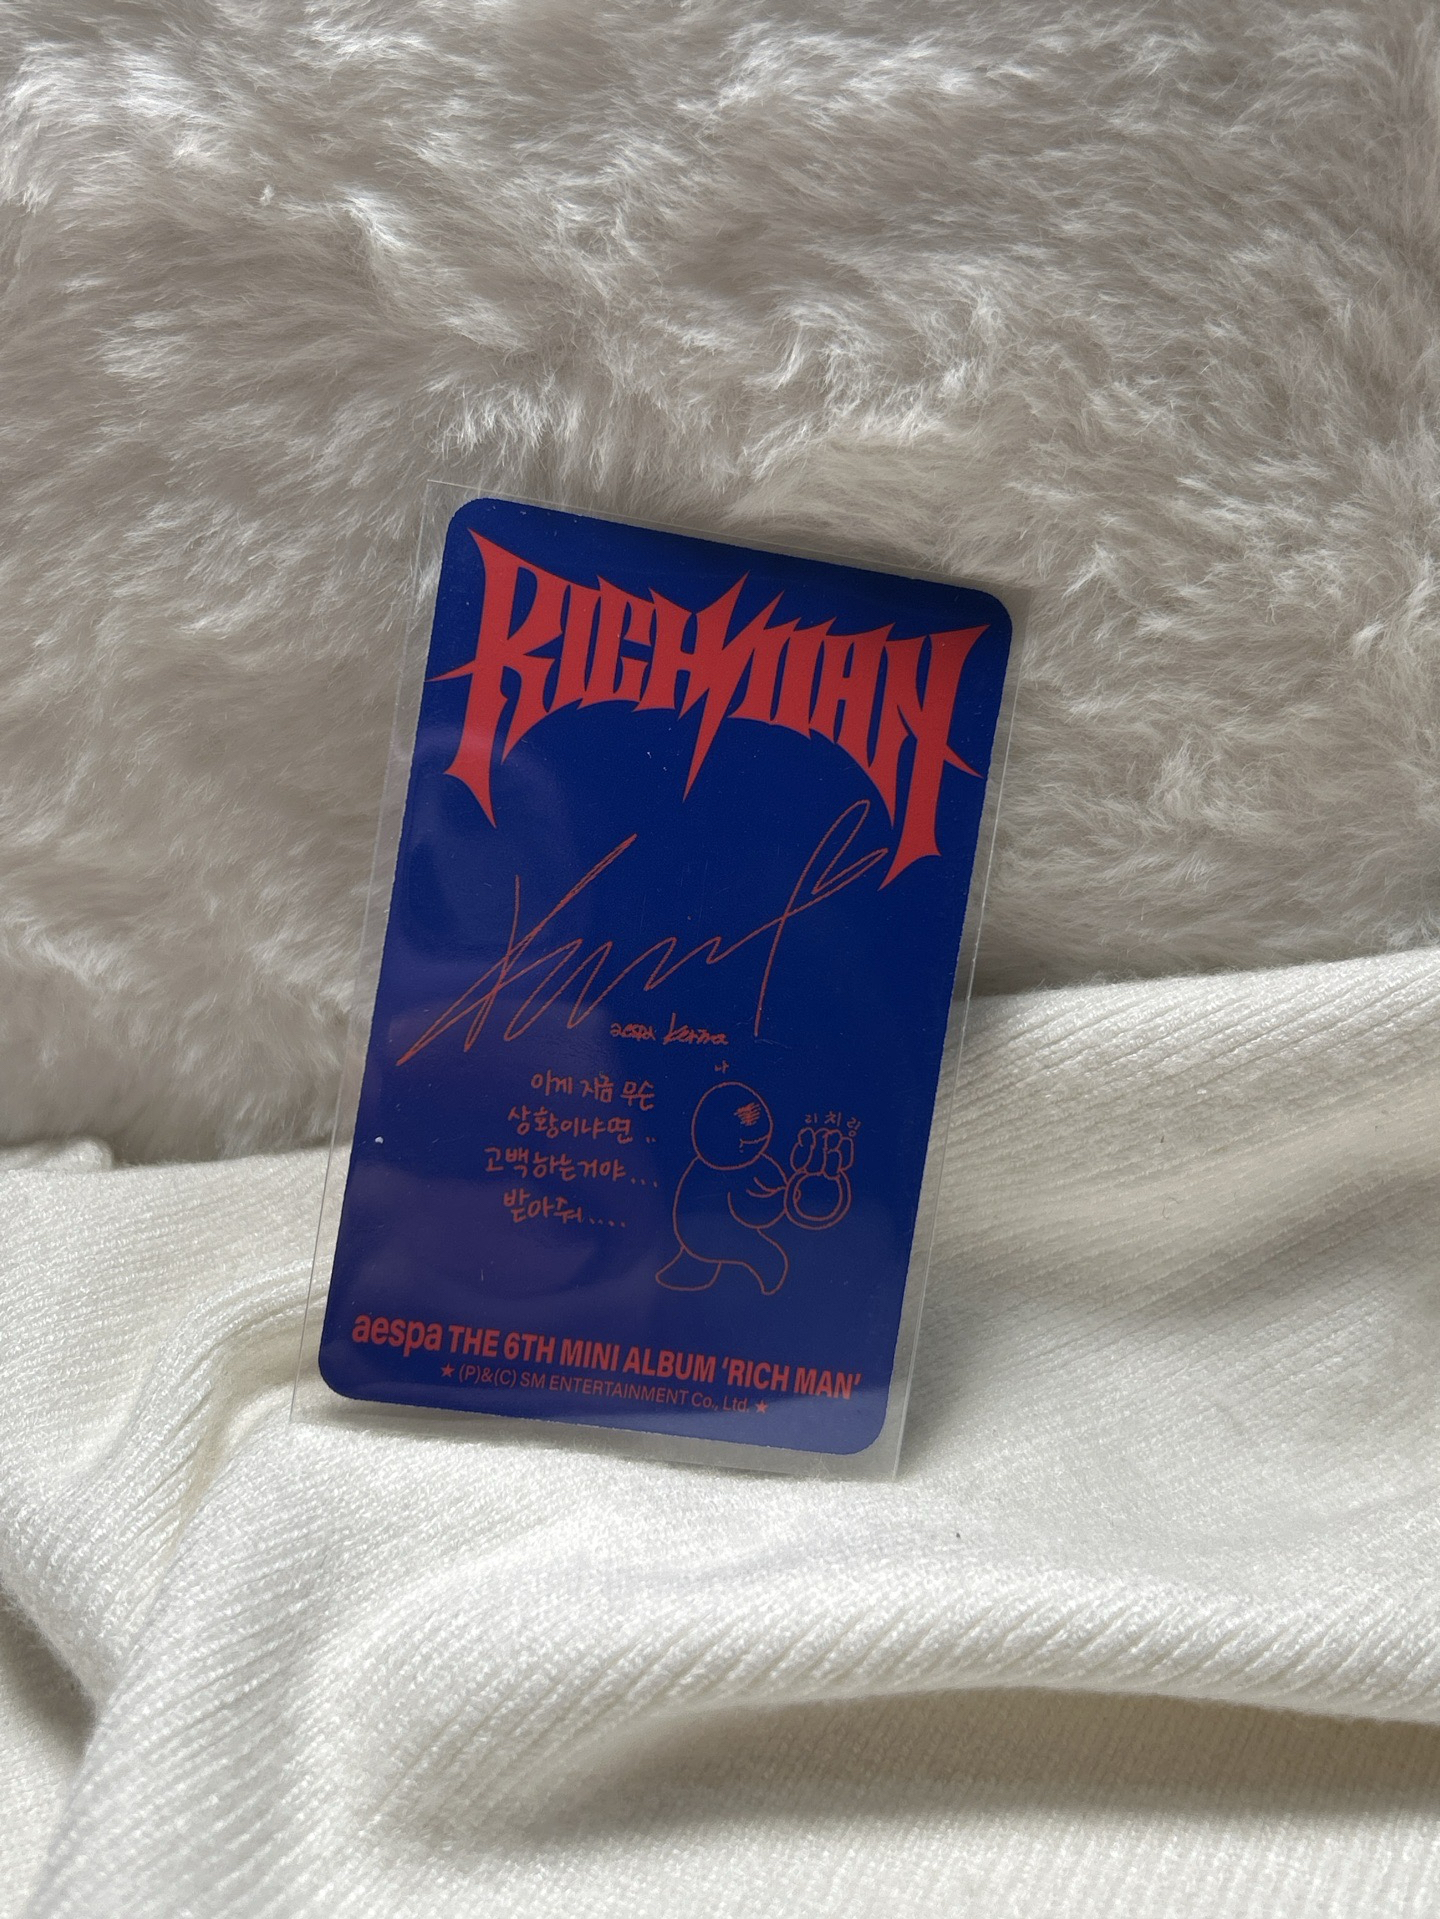 RICH MAN
aespa karina
이게 지금 무슨
상황이냐면..
고백하는거야...
받아줘....
나
리치링
aespa THE 6TH MINI ALBUM ‘RICH MAN’
★ (P)&(C) SM ENTERTAINMENT Co., Ltd. ★